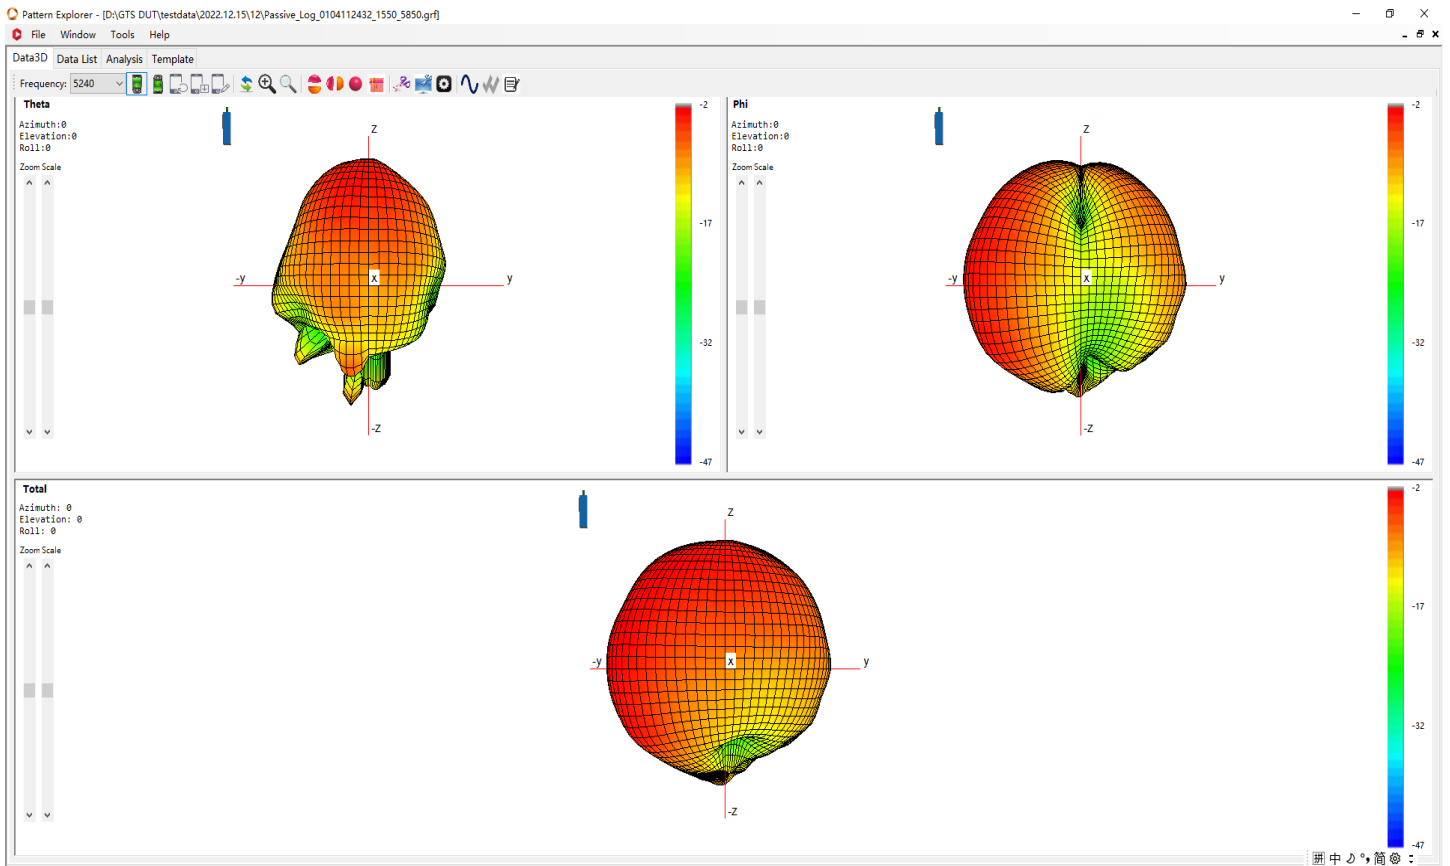 Pattern Explorer - [D:\GTS DUT\testdata\2022.12.15\12\Passive_Log_0104112432_1550_5850.grf]
File Window Tools Help
Data3D Data List Analysis Template
Frequency: 5240
Theta
Azimuth:0
Elevation:0
Roll:0
Zoom Scale
Z
-y
X
y
-Z
-2
-17
-32
-47
Phi
Azimuth:0
Elevation:0
Roll:0
Zoom Scale
Z
-y
X
y
-Z
-2
-17
-32
-47
Total
Azimuth: 0
Elevation: 0
Roll: 0
Zoom Scale
Z
-y
X
y
-Z
-2
-17
-32
-47
拼 中 简